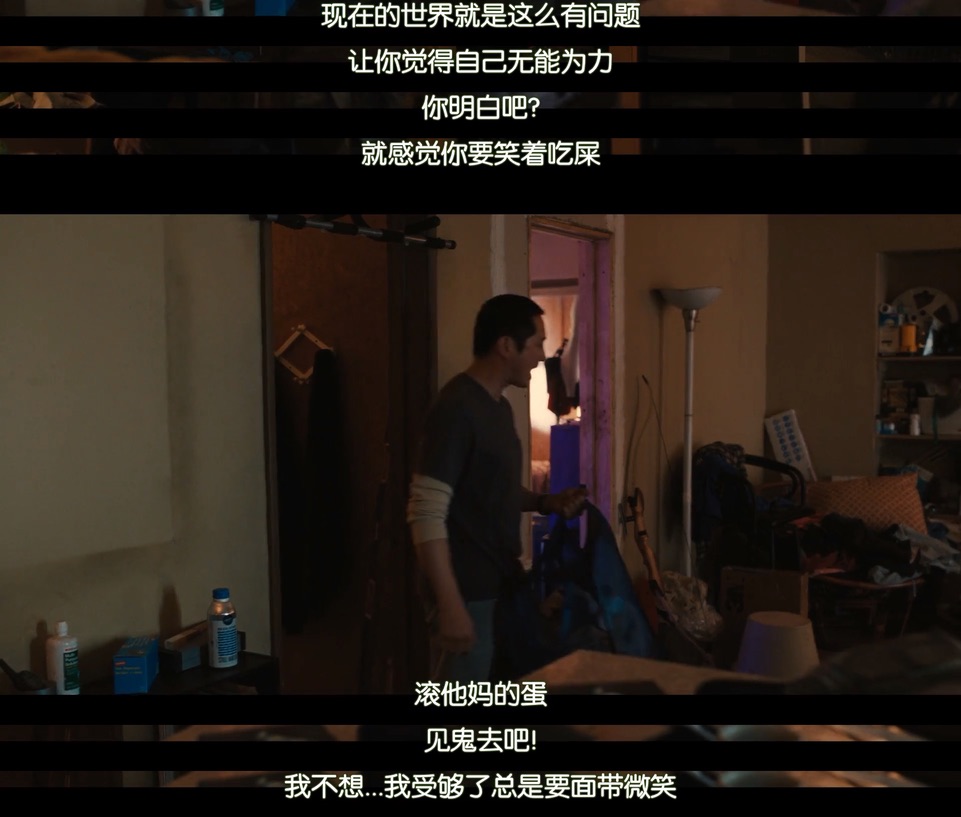 现在的世界就是这么有问题
让你觉得自己无能为力
你明白吧?
就感觉你要笑着吃屎
滚他妈的蛋
见鬼去吧!
我不想...我受够了总是要面带微笑